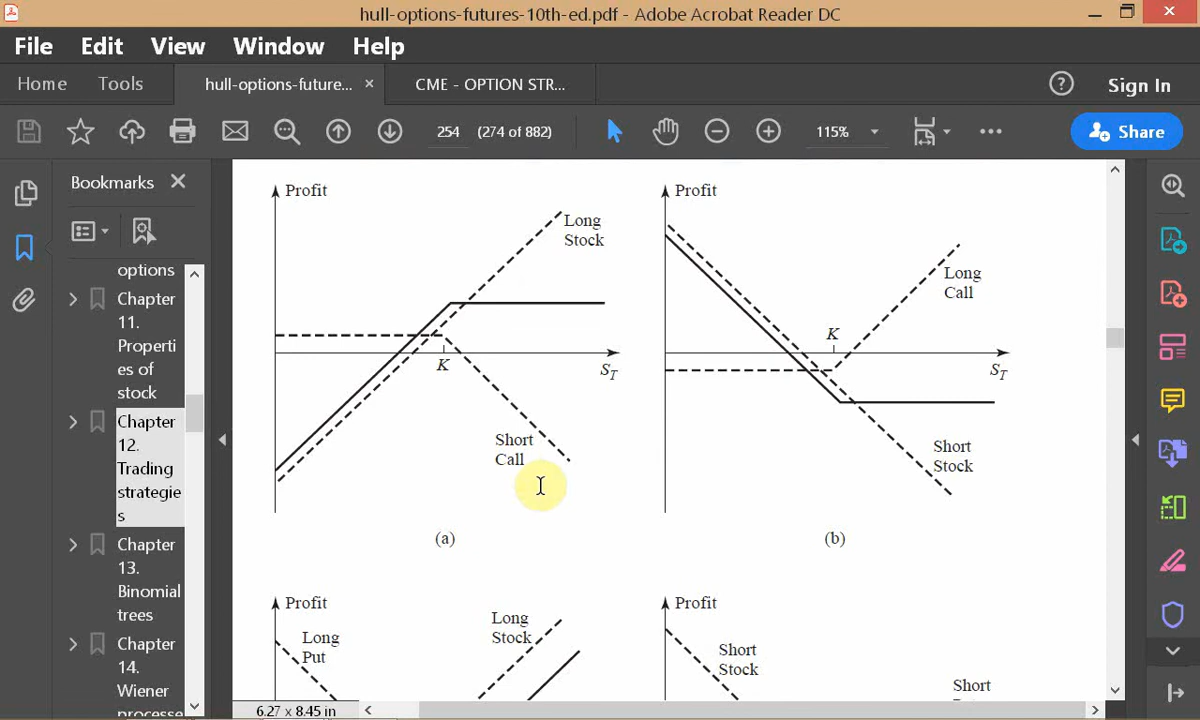 hull-options-futures-10th-ed.pdf - Adobe Acrobat Reader DC
File Edit View Window Help
Home Tools hull-options-future... × CME - OPTION STR... ? Sign In
254 (274 of 882) 115% Share
Bookmarks
options
Chapter
11.
Properti
es of
stock
Chapter
12.
Trading
strategie
s
Chapter
13.
Binomial
trees
Chapter
14.
Wiener
processe
Profit
Long
Stock
K
S_T
Short
Call
(a)
Profit
Long
Call
K
S_T
Short
Stock
(b)
Profit
Long
Put
Long
Stock
Profit
Short
Stock
Short
6.27 x 8.45 in